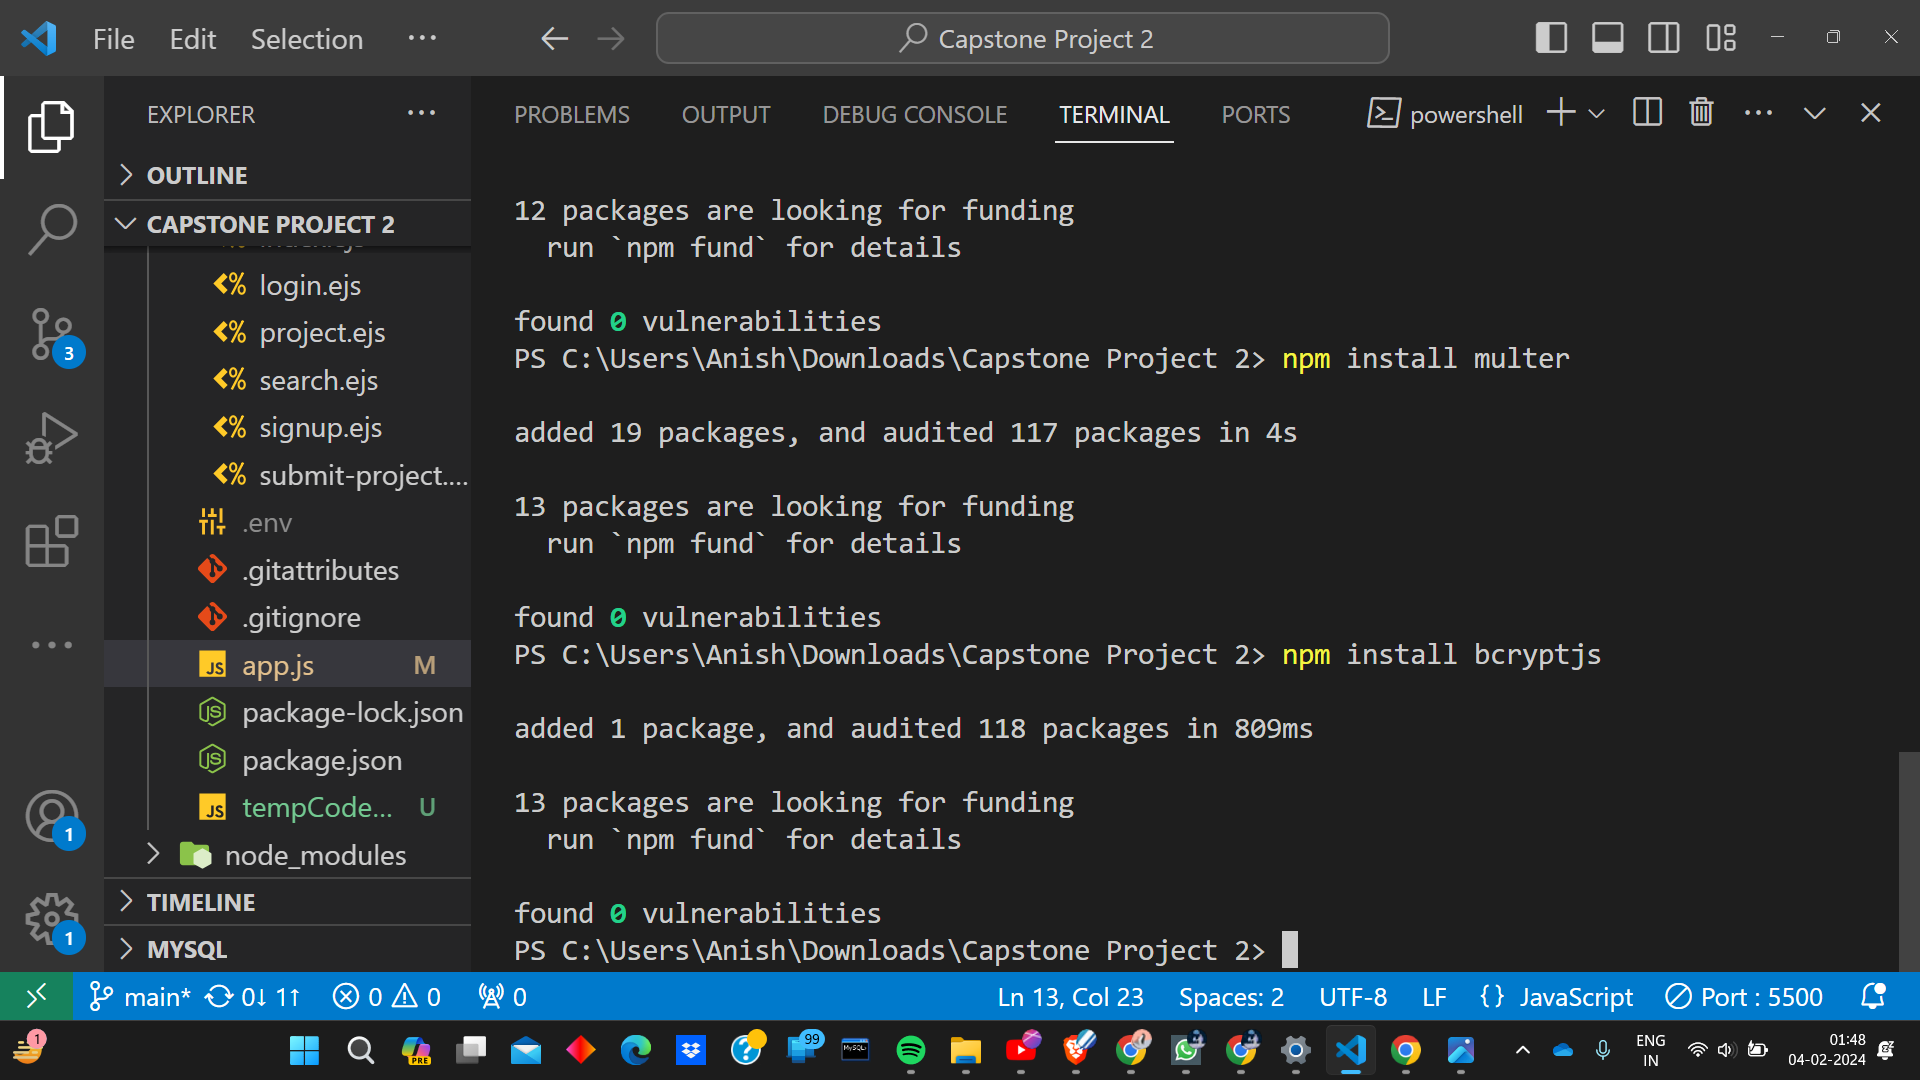 File Edit Selection ··· Capstone Project 2
EXPLORER ···
OUTLINE
CAPSTONE PROJECT 2
login.ejs
project.ejs
search.ejs
signup.ejs
submit-project....
.env
.gitattributes
.gitignore
app.js M
package-lock.json
package.json
tempCode... U
node_modules
TIMELINE
MYSQL
3
1
1
PROBLEMS OUTPUT DEBUG CONSOLE TERMINAL PORTS powershell
12 packages are looking for funding
run `npm fund` for details
found 0 vulnerabilities
PS C:\Users\Anish\Downloads\Capstone Project 2> npm install multer
added 19 packages, and audited 117 packages in 4s
13 packages are looking for funding
run `npm fund` for details
found 0 vulnerabilities
PS C:\Users\Anish\Downloads\Capstone Project 2> npm install bcryptjs
added 1 package, and audited 118 packages in 809ms
13 packages are looking for funding
run `npm fund` for details
found 0 vulnerabilities
PS C:\Users\Anish\Downloads\Capstone Project 2>
main* 0↓ 1↑ 0 0 0 Ln 13, Col 23 Spaces: 2 UTF-8 LF {} JavaScript Port : 5500
1 PRE 99 MySQL ENG
IN
01:48
04-02-2024